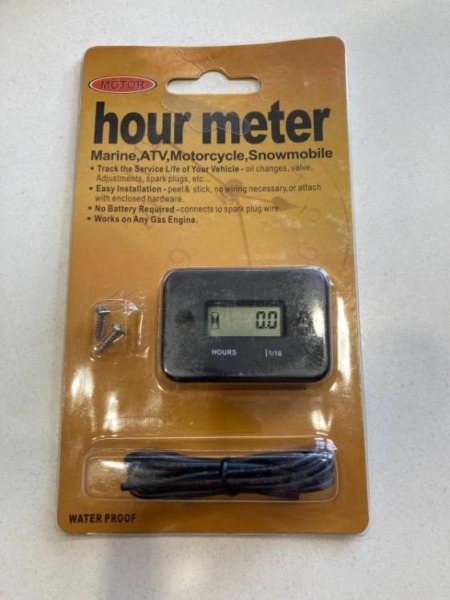 MOTOR
hour meter
Marine,ATV,Motorcycle,Snowmobile
• Track the Service Life of Your Vehicle - oil changes, valve,
Adjustments, spark plugs, etc...
• Easy Installation - peel & stick, no wiring necessary,or attach
with enclosed hardware.
• No Battery Required - connects to spark plug wire.
• Works on Any Gas Engine.
0.0
HOURS 1/10
WATER PROOF